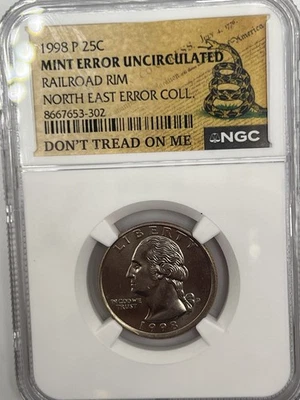 1998 P 25C
MINT ERROR UNCIRCULATED
RAILROAD RIM
NORTH EAST ERROR COLL.
8667653-302
DON'T TREAD ON ME
America
NGC
LIBERTY
IN GOD WE
TRUST
P
1998